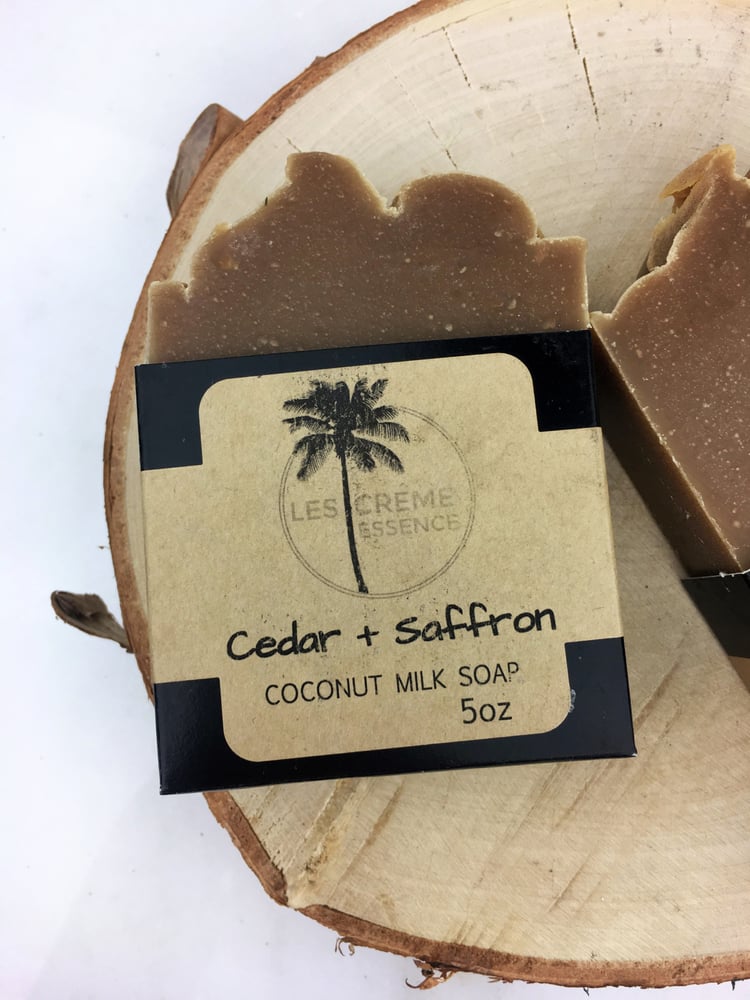 LES CRÈME
ESSENCE
Cedar + Saffron
COCONUT MILK SOAP
5oz